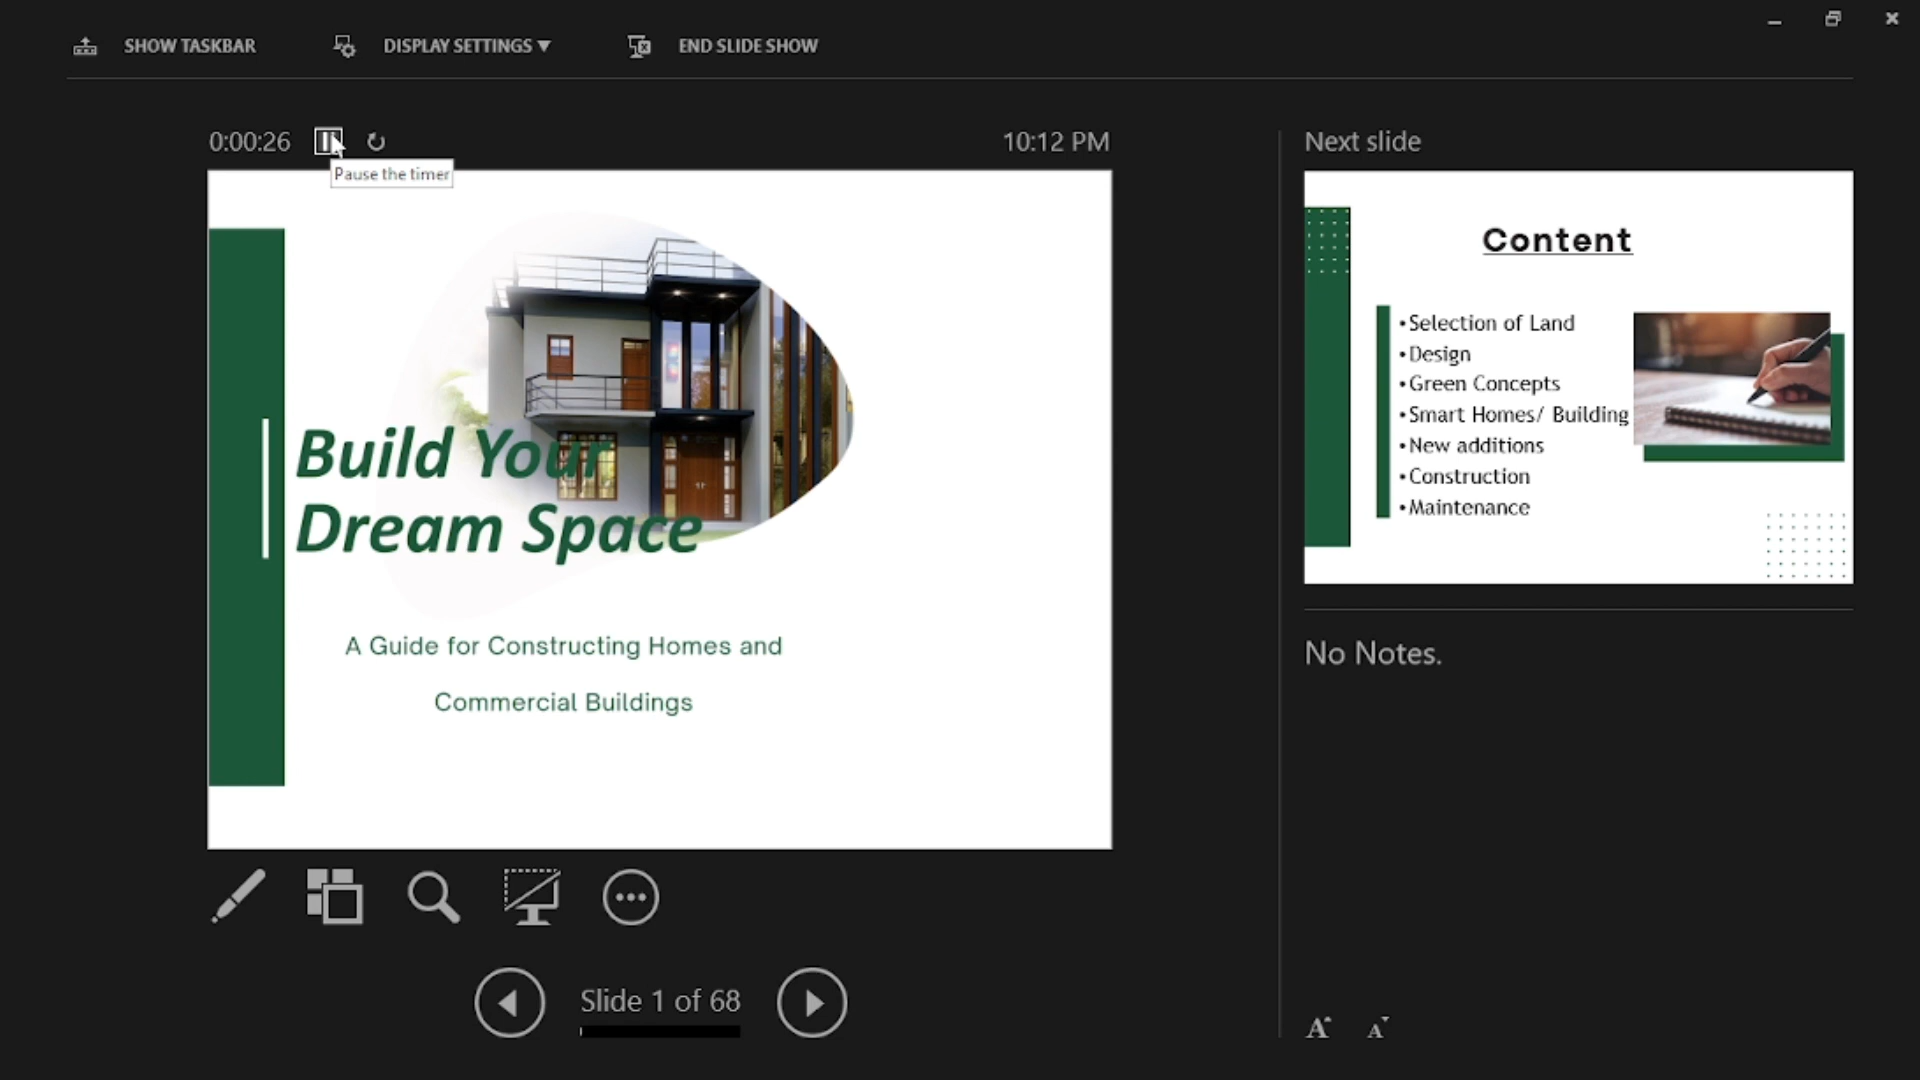 SHOW TASKBAR
DISPLAY SETTINGS ▼
END SLIDE SHOW
0:00:26
10:12 PM
Pause the timer
Build Your
Dream Space
A Guide for Constructing Homes and
Commercial Buildings
Slide 1 of 68
Next slide
Content
•Selection of Land
•Design
•Green Concepts
•Smart Homes/ Building
•New additions
•Construction
•Maintenance
No Notes.
A A